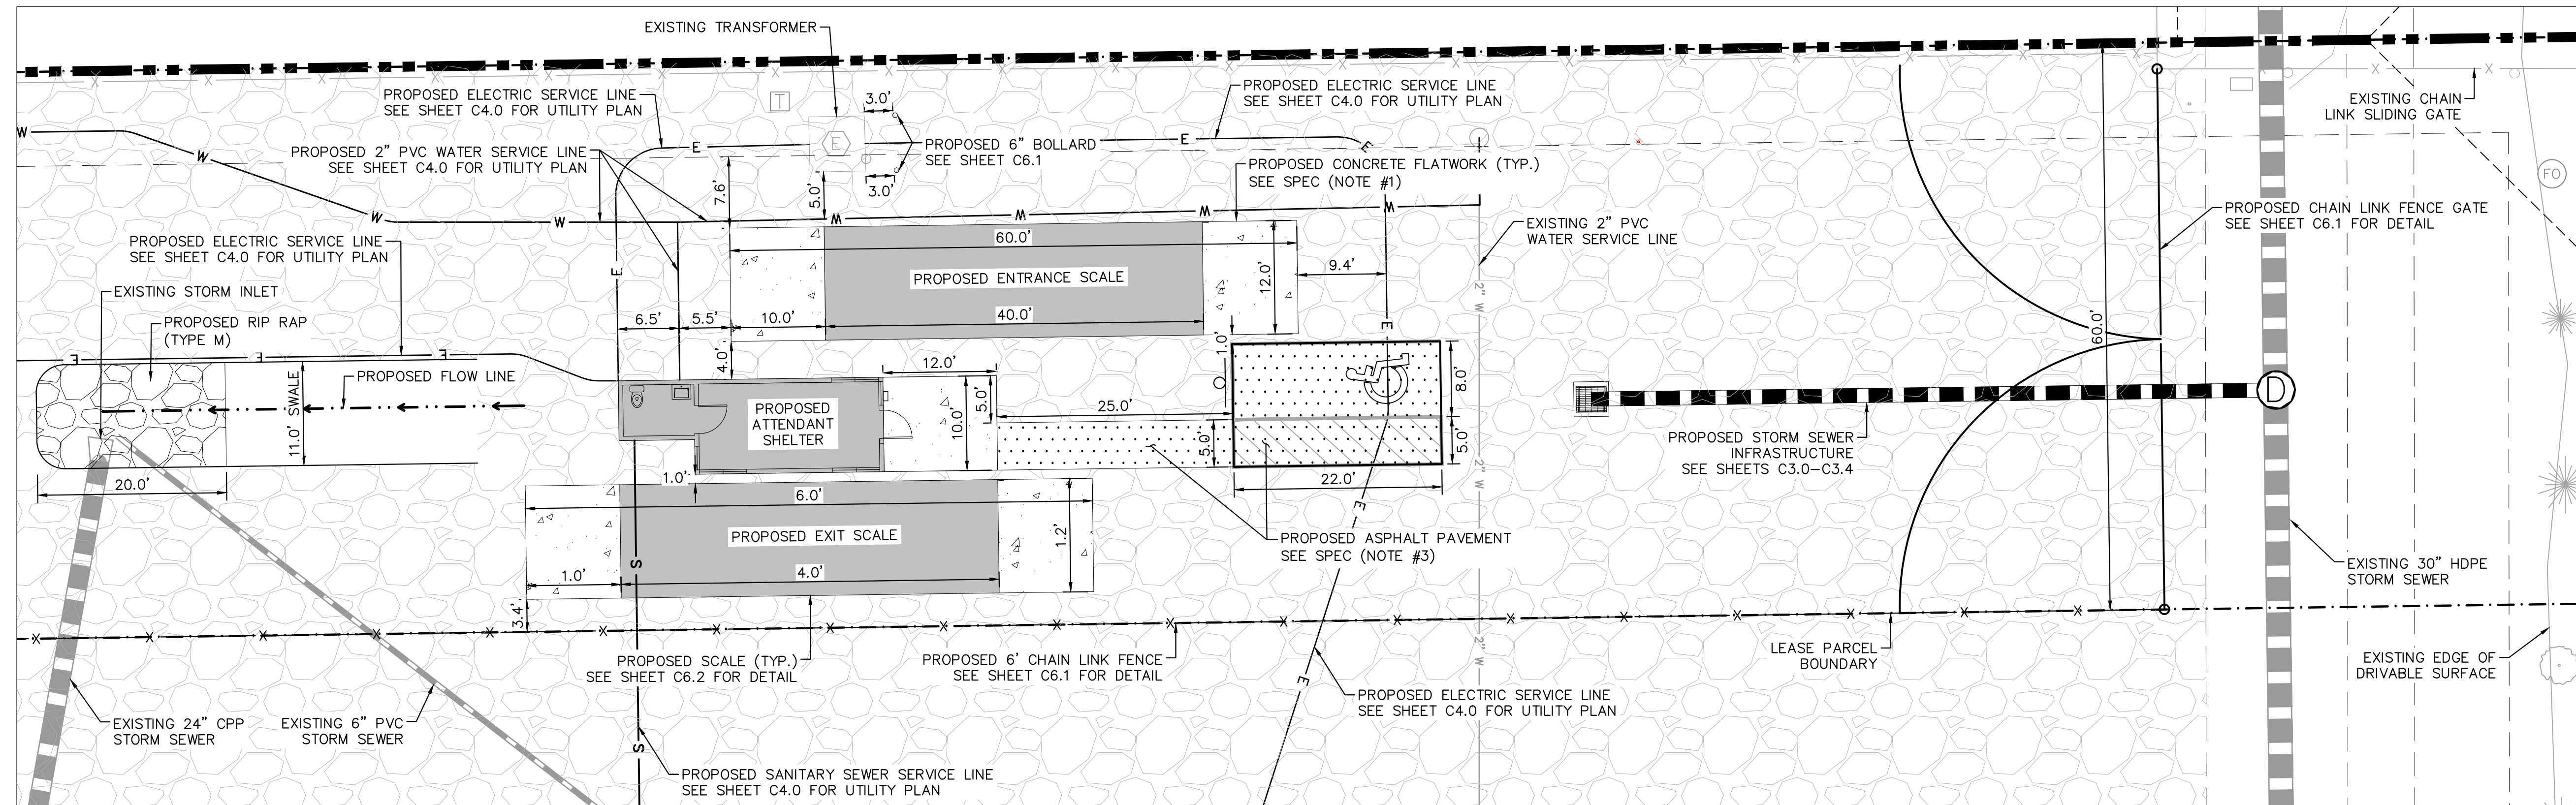 EXISTING TRANSFORMER
PROPOSED ELECTRIC SERVICE LINE
SEE SHEET C4.0 FOR UTILITY PLAN
T
3.0'
PROPOSED ELECTRIC SERVICE LINE
SEE SHEET C4.0 FOR UTILITY PLAN
EXISTING CHAIN
LINK SLIDING GATE
W
W
W
W
PROPOSED 2" PVC WATER SERVICE LINE
SEE SHEET C4.0 FOR UTILITY PLAN
E
E
E
E
PROPOSED 6" BOLLARD
SEE SHEET C6.1
3.0'
7.6'
5.0'
PROPOSED CONCRETE FLATWORK (TYP.)
SEE SPEC (NOTE #1)
FO
W
W
W
W
EXISTING 2" PVC
WATER SERVICE LINE
PROPOSED CHAIN LINK FENCE GATE
SEE SHEET C6.1 FOR DETAIL
PROPOSED ELECTRIC SERVICE LINE
SEE SHEET C4.0 FOR UTILITY PLAN
E
60.0'
PROPOSED ENTRANCE SCALE
12.0'
9.4'
2" W
EXISTING STORM INLET
PROPOSED RIP RAP
(TYPE M)
6.5'
5.5'
10.0'
40.0'
E
60.0'
E
E
E
4.0'
1.0'
PROPOSED FLOW LINE
12.0'
8.0'
11.0' SWALE
PROPOSED
ATTENDANT
SHELTER
10.0'
5.0'
25.0'
5.0'
5.0'
D
PROPOSED STORM SEWER
INFRASTRUCTURE
SEE SHEETS C3.0-C3.4
20.0'
1.0'
22.0'
2" W
6.0'
E
PROPOSED EXIT SCALE
1.2'
PROPOSED ASPHALT PAVEMENT
SEE SPEC (NOTE #3)
S
1.0'
4.0'
EXISTING 30" HDPE
STORM SEWER
3.4'
X X X X X X X X X X X X X X X X X X X
2" W
PROPOSED SCALE (TYP.)
SEE SHEET C6.2 FOR DETAIL
PROPOSED 6' CHAIN LINK FENCE
SEE SHEET C6.1 FOR DETAIL
LEASE PARCEL
BOUNDARY
EXISTING EDGE OF
DRIVABLE SURFACE
E
PROPOSED ELECTRIC SERVICE LINE
SEE SHEET C4.0 FOR UTILITY PLAN
EXISTING 24" CPP
STORM SEWER
EXISTING 6" PVC
STORM SEWER
S
PROPOSED SANITARY SEWER SERVICE LINE
SEE SHEET C4.0 FOR UTILITY PLAN